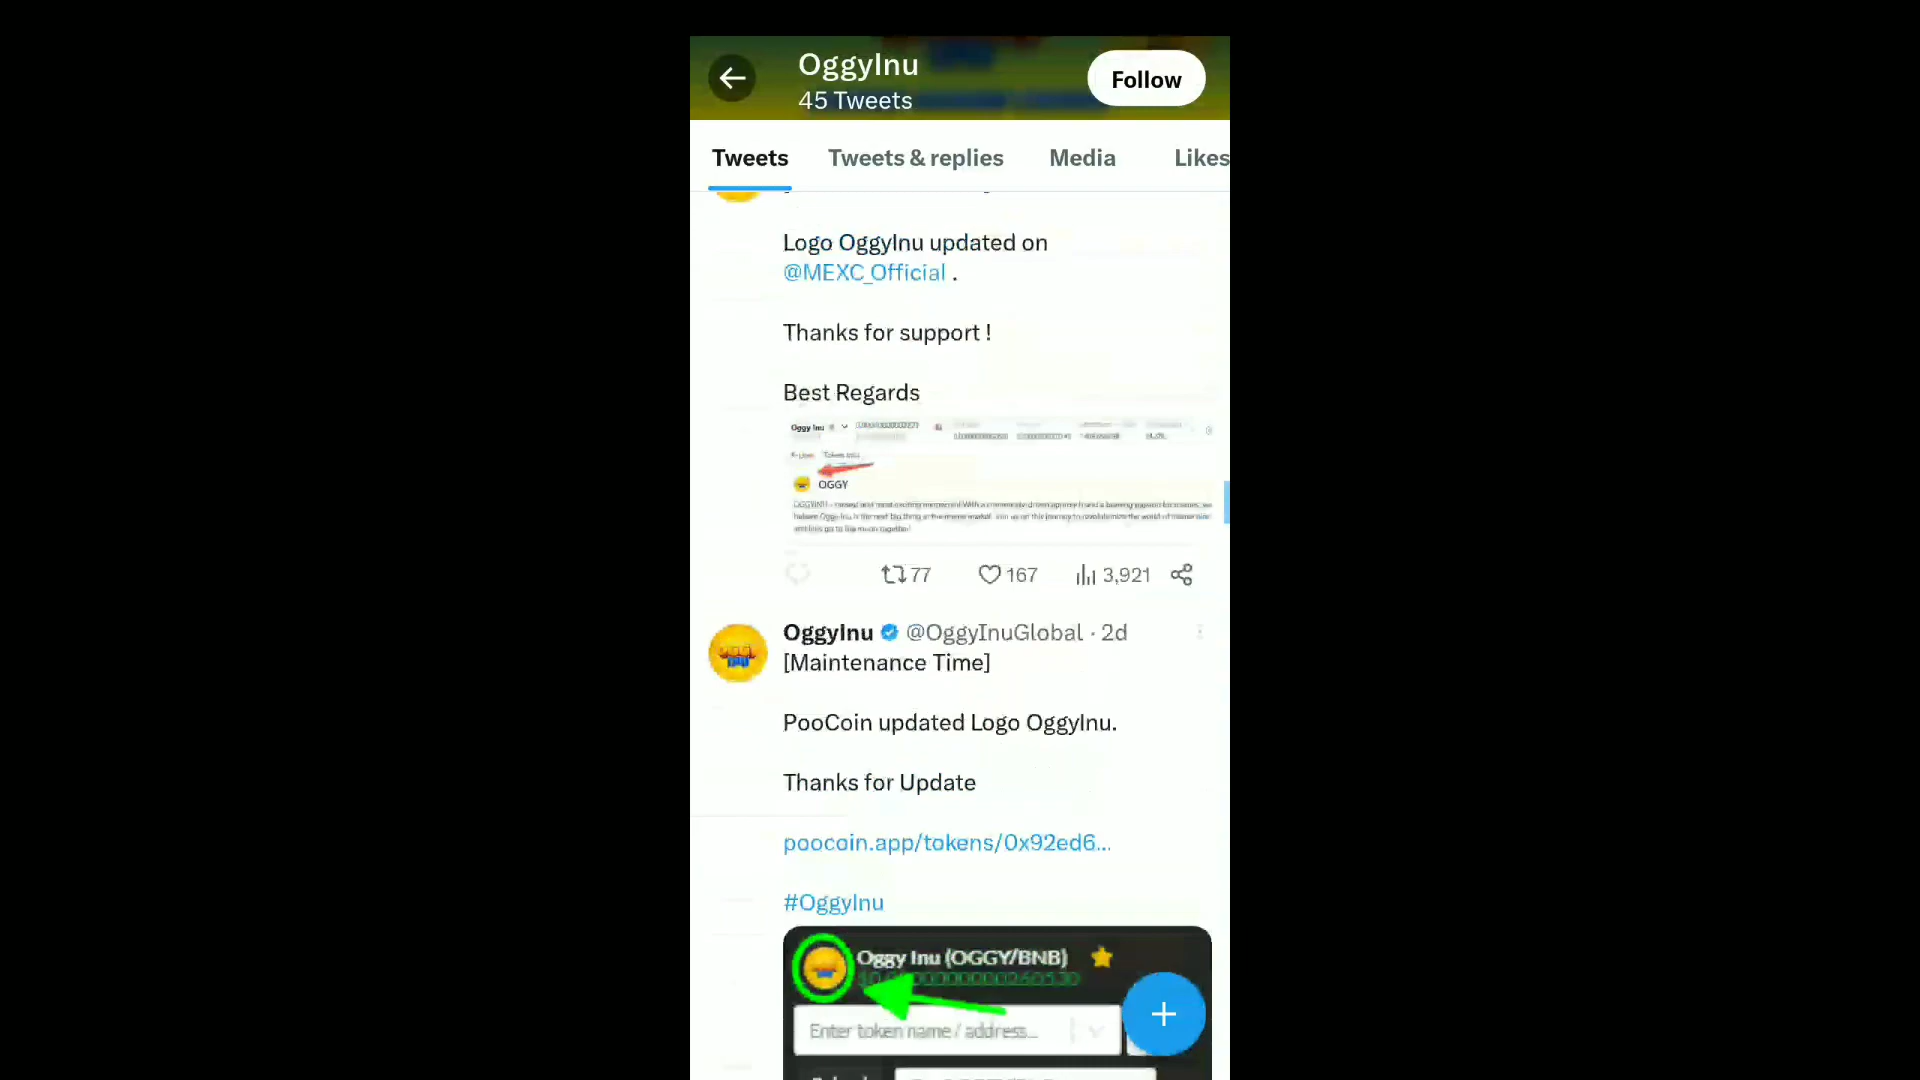 OggyInu
45 Tweets
Follow
Tweets
Tweets & replies
Media
Likes
Logo OggyInu updated on
@MEXC_Official .
Thanks for support !
Best Regards
Oggy Inu
Token Info
OGGY
77
167
3,921
OggyInu @OggyInuGlobal · 2d
[Maintenance Time]
PooCoin updated Logo OggyInu.
Thanks for Update
poocoin.app/tokens/0x92ed6...
#OggyInu
Oggy Inu (OGGY/BNB)
Enter token name / address...
+